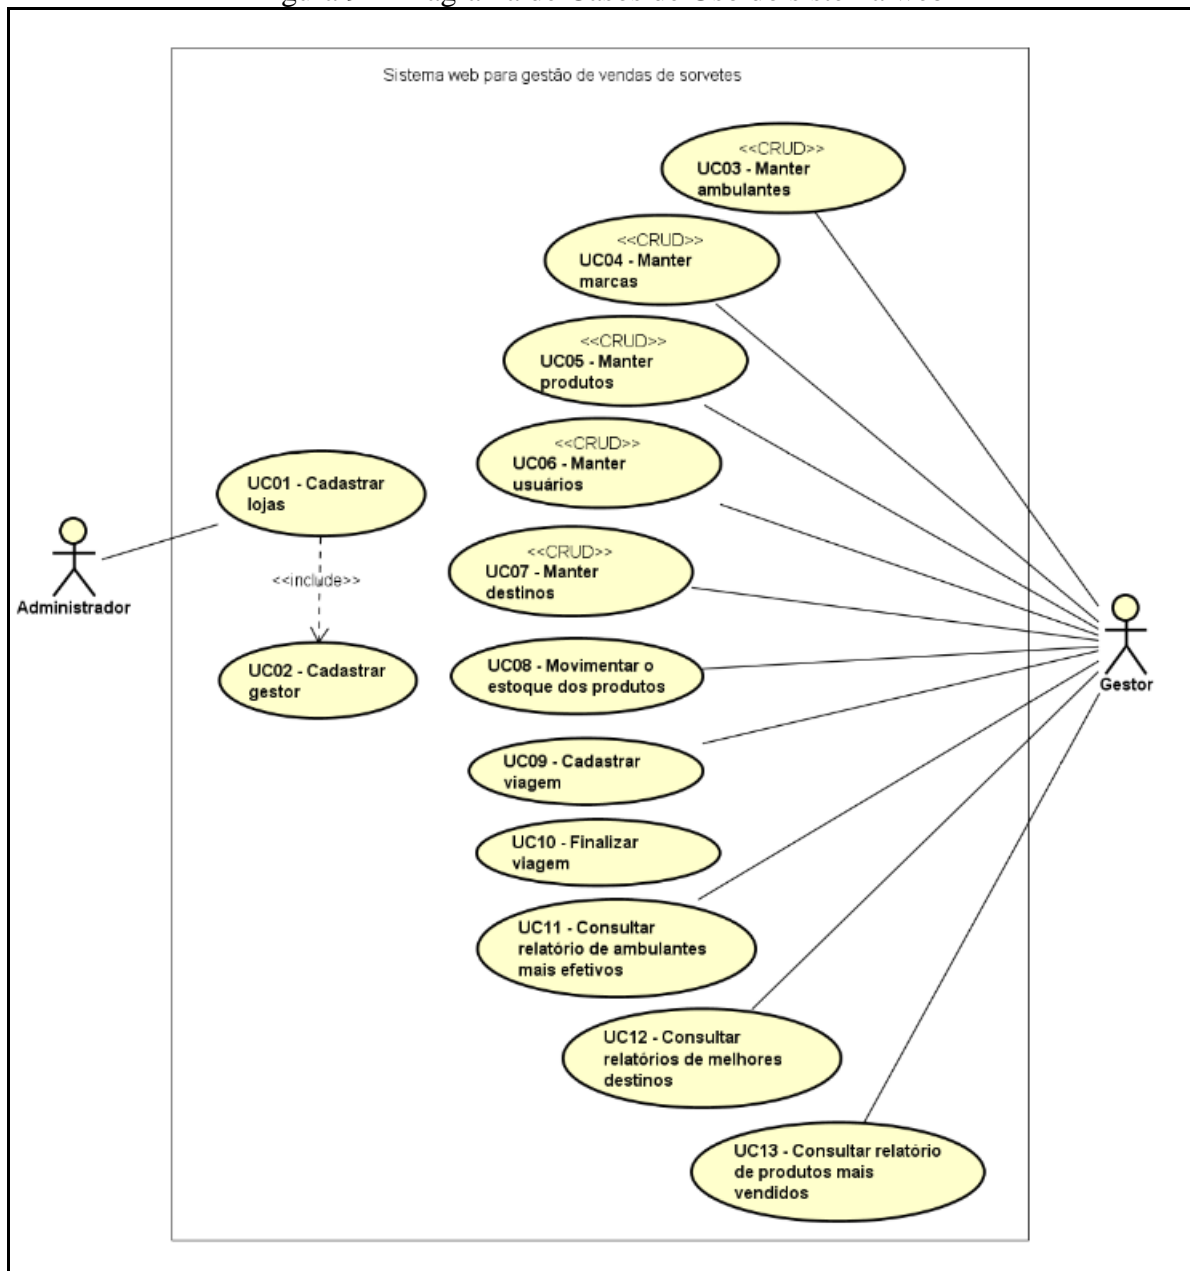 Sistema web para gestão de vendas de sorvetes
<<CRUD>>
UC03 - Manter
ambulantes
<<CRUD>>
UC04 - Manter
marcas
<<CRUD>>
UC05 - Manter
produtos
<<CRUD>>
UC06 - Manter
usuários
UC01 - Cadastrar
lojas
<<CRUD>>
UC07 - Manter
destinos
<<include>>
Administrador
UC02 - Cadastrar
gestor
UC08 - Movimentar o
estoque dos produtos
Gestor
UC09 - Cadastrar
viagem
UC10 - Finalizar
viagem
UC11 - Consultar
relatório de ambulantes
mais efetivos
UC12 - Consultar
relatórios de melhores
destinos
UC13 - Consultar relatório
de produtos mais
vendidos